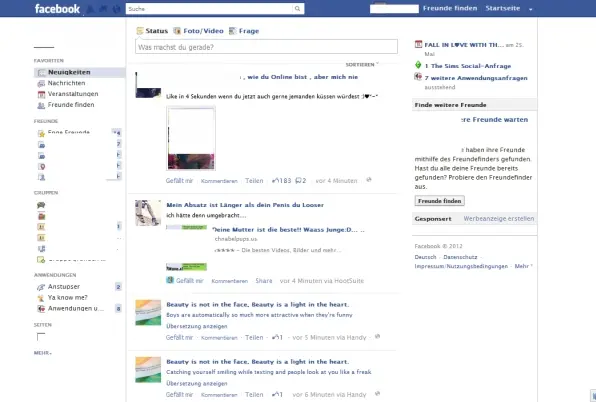 facebook
Suche
Freunde finden
Startseite
Status Foto/Video Frage
Was machst du gerade?
SORTIEREN
FAVORITEN
Neuigkeiten
Nachrichten
Veranstaltungen
Freunde finden
FREUNDE
Enge Freunde
GRUPPEN
ANWENDUNGEN
Anstupser 2
Ya know me? 2
Anwendungen u...
SEITEN
MEHR
, wie du Online bist , aber mich nie
Like in 4 Sekunden wenn du jetzt auch gerne jemanden küssen würdest :)♥'~"
Gefällt mir · Kommentieren · Teilen · 183 2 · vor 4 Minuten ·
Mein Absatz ist Länger als dein Penis du Looser
ich hätte denn umgebracht....
Mutter ist die beste!! Waass Junge:D... ..
chnabelpups.us
– Die besten Videos, Bilder und mehr ..
Gefällt mir · Kommentieren · Share · vor 4 Minuten via HootSuite ·
Beauty is not in the face, Beauty is a light in the heart.
Boys are automatically so much more attractive when they're funny
Übersetzung anzeigen
Gefällt mir · Kommentieren · Teilen · 1 · vor 5 Minuten via Handy ·
Beauty is not in the face, Beauty is a light in the heart.
Catching yourself smiling while texting and people look at you like a freak
Übersetzung anzeigen
Gefällt mir · Kommentieren · Teilen · 1 · vor 6 Minuten via Handy ·
FALL IN L♥VE WITH TH... am 25.
Mai
1 The Sims Social-Anfrage
7 weitere Anwendungsanfragen
ausstehend
Finde weitere Freunde
re Freunde warten
haben ihre Freunde
mithilfe des Freundefinders gefunden.
Hast du alle deine Freunde bereits
gefunden? Probiere den Freundefinder
aus.
Freunde finden
Gesponsert Werbeanzeige erstellen
Facebook © 2012
Deutsch · Datenschutz ·
Impressum/Nutzungsbedingungen · Mehr